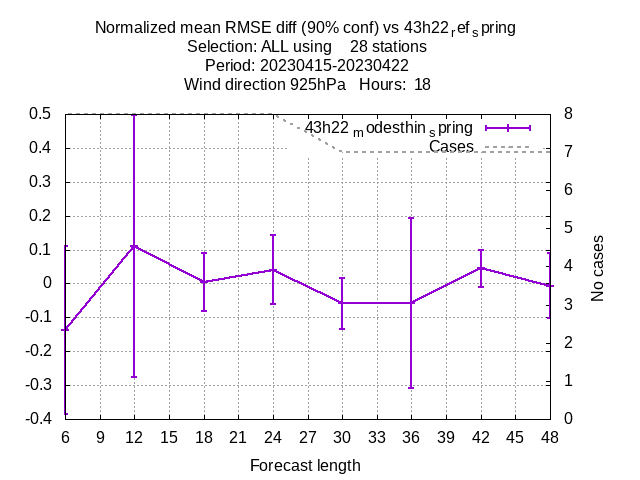 Normalized mean RMSE diff (90% conf) vs 43h22refspring
Selection: ALL using 28 stations
Period: 20230415-20230422
Wind direction 925hPa Hours: 18
0.5 8
43h22modesthinspring
0.4 7
Cases
0.3 6
0.2 5
0.1 4
0 3
-0.1 2
-0.2 1
-0.3 0
-0.4
No cases
6 9 12 15 18 21 24 27 30 33 36 39 42 45 48
Forecast length